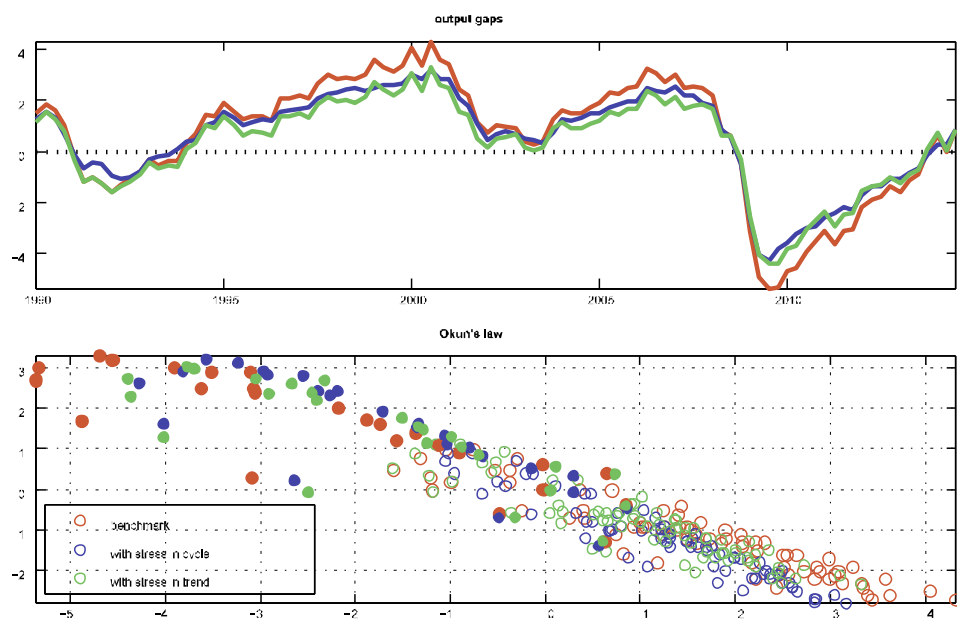 output gaps
4
2
0
2
−4
1990 1995 2000 2005 2010
Okun's law
3
2
1
0
−1
−2
benchmark
with stress in cycle
with stress in trend
−5 −4 −3 −2 −1 0 1 2 3 4